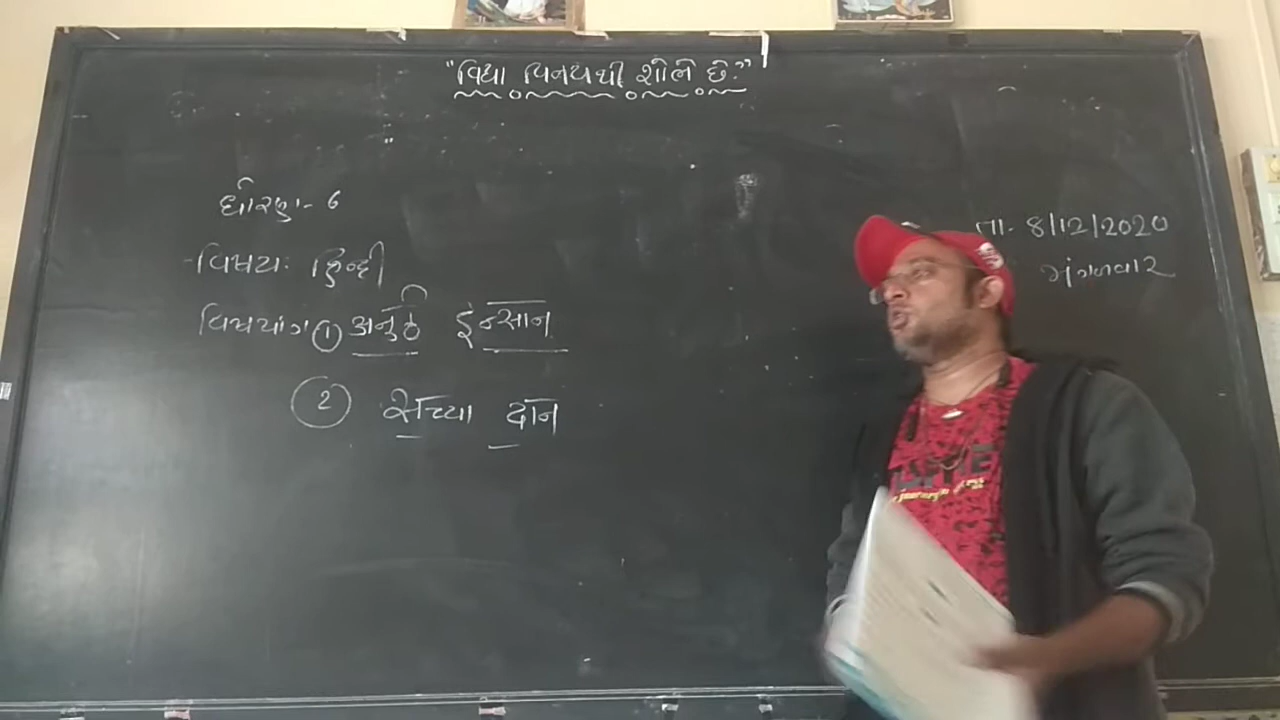 "વિદ્યા વિનયથી શોભે છે."
ધોરણ - 6
તા. 8/12/2020
વિષય: હિન્દી
મંગળવાર
વિષયાંગ ① अनूठे इन्सान
② सच्चा दान